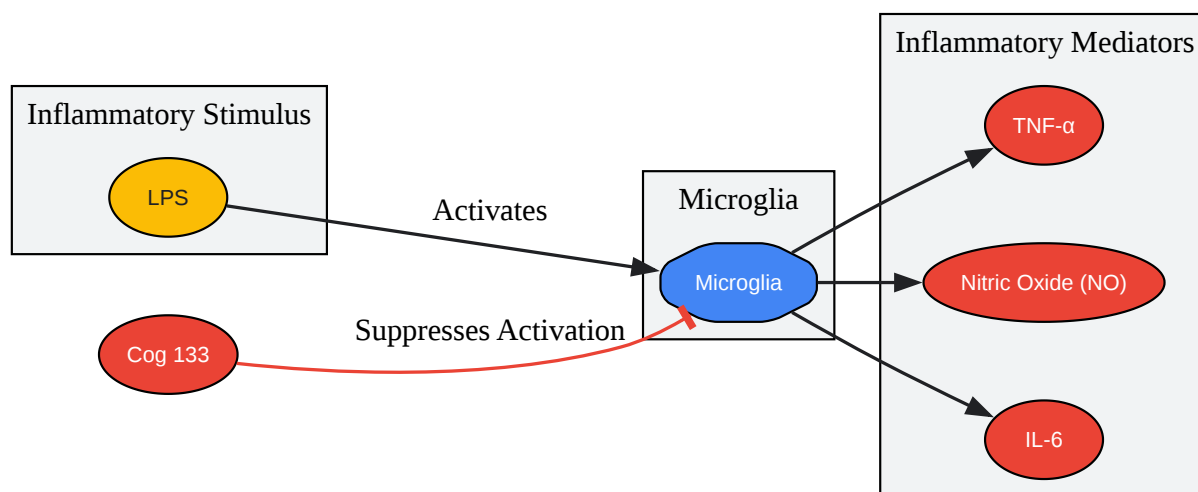 Inflammatory Stimulus
LPS
Activates
Cog 133
Suppresses Activation
Microglia
Microglia
Inflammatory Mediators
TNF-α
Nitric Oxide (NO)
IL-6